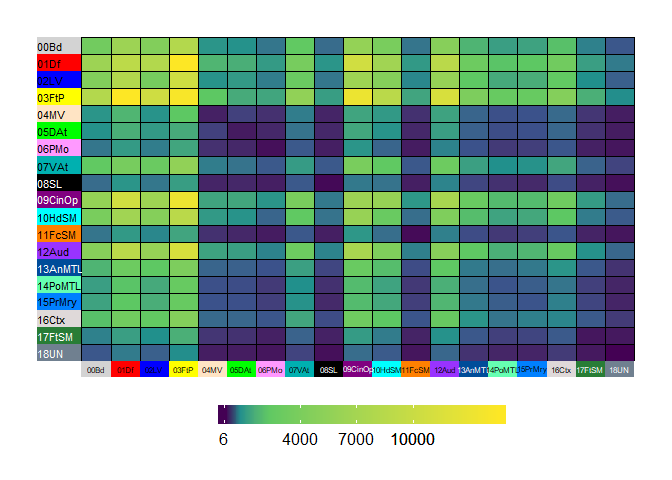 00Bd
01Df
02LV
03FtP
04MV
05DAt
06PMo
07VAt
08SL
09CinOp
10HdSM
11FcSM
12Aud
13AnMTL
14PoMTL
15PrMry
16Ctx
17FtSM
18UN
00Bd 01Df 02LV 03FtP 04MV 05DAt 06PMo 07VAt 08SL 09CinOp 10HdSM 11FcSM 12Aud 13AnMTL 14PoMTL 15PrMry 16Ctx 17FtSM 18UN
6 4000 7000 10000